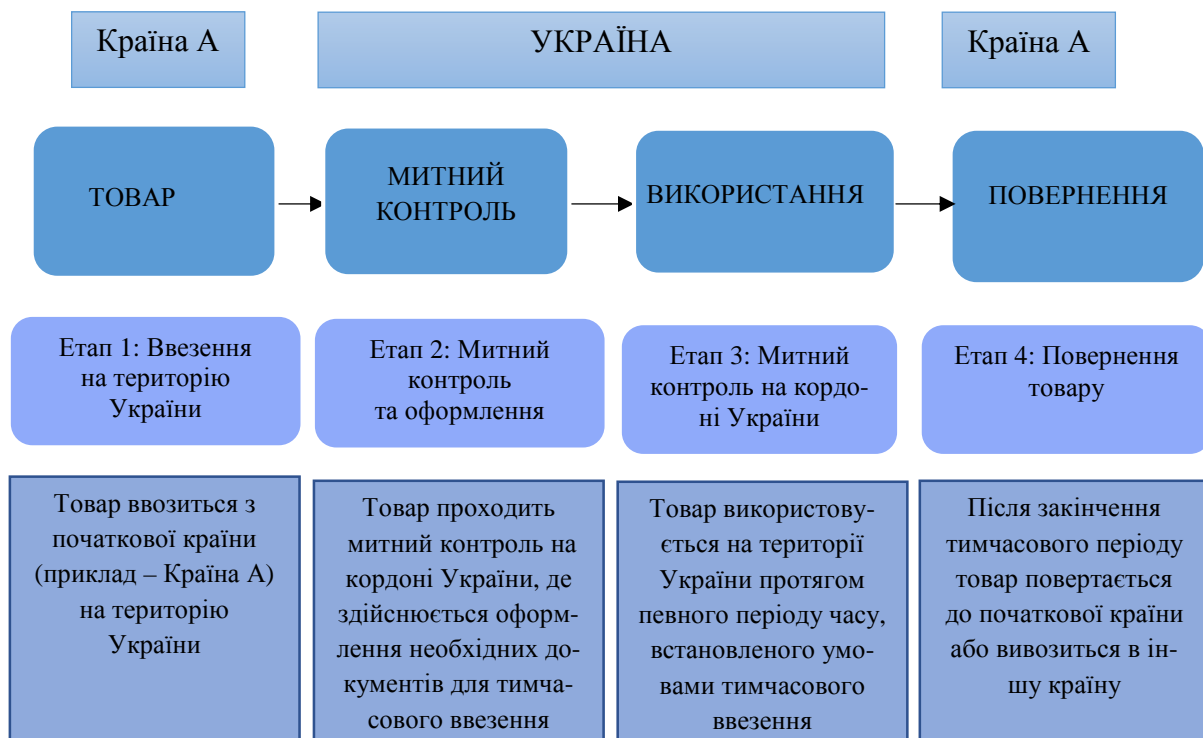 Країна А
УКРАЇНА
Країна А
ТОВАР
МИТНИЙ
КОНТРОЛЬ
ВИКОРИСТАННЯ
ПОВЕРНЕННЯ
Етап 1: Ввезення
на територію
України
Етап 2: Митний
контроль
та оформлення
Етап 3: Митний
контроль на кордо-
ні України
Етап 4: Повернення
товару
Товар ввозиться з
початкової країни
(приклад – Країна А)
на територію
України
Товар проходить
митний контроль на
кордоні України, де
здійснюється оформ-
лення необхідних до-
кументів для тимча-
сового ввезення
Товар використову-
ється на території
України протягом
певного періоду часу,
встановленого умо-
вами тимчасового
ввезення
Після закінчення
тимчасового періоду
товар повертається
до початкової країни
або вивозиться в ін-
шу країну